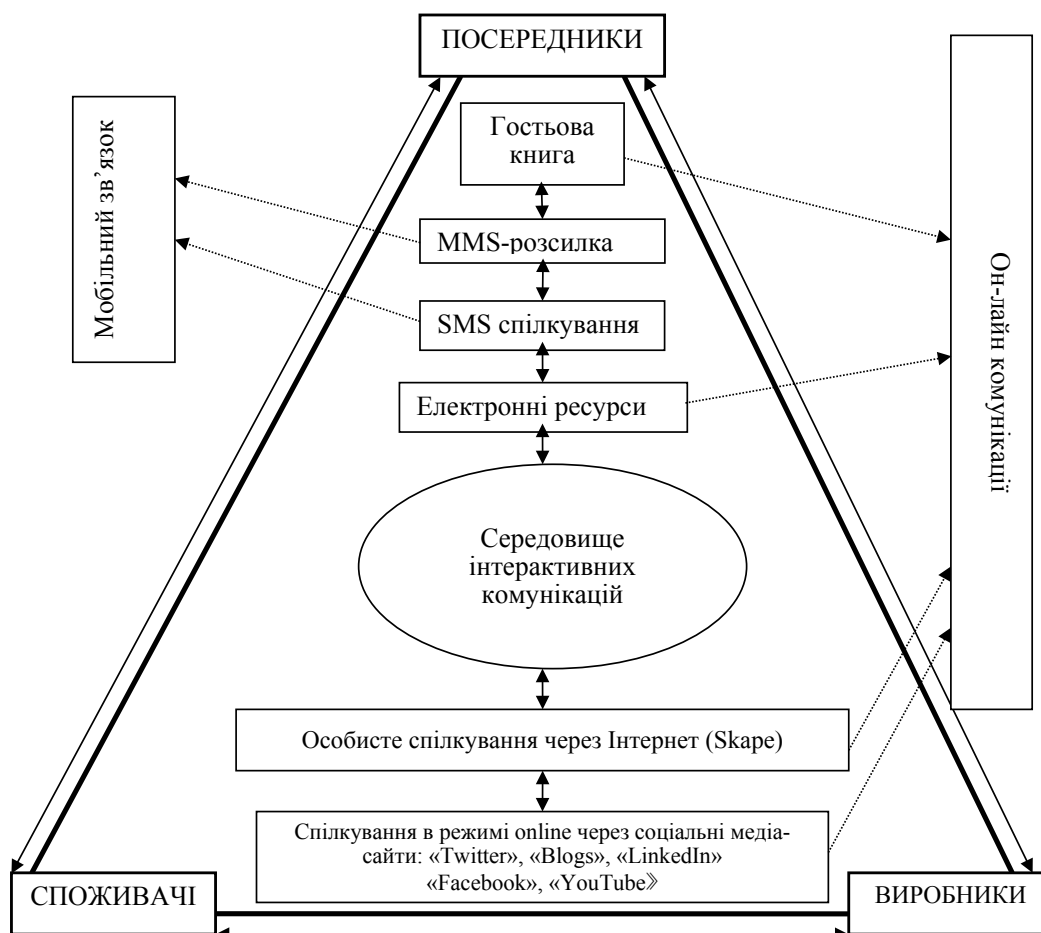 ПОСЕРЕДНИКИ
Гостьова
книга
Мобільний зв’язок
MMS-розсилка
SMS спілкування
Он-лайн комунікації
Електронні ресурси
Середовище
інтерактивних
комунікацій
Особисте спілкування через Інтернет (Skape)
Спілкування в режимі online через соціальні медіа-
сайти: «Twitter», «Blogs», «LinkedIn»
«Facebook», «YouTube》
СПОЖИВАЧІ
ВИРОБНИКИ